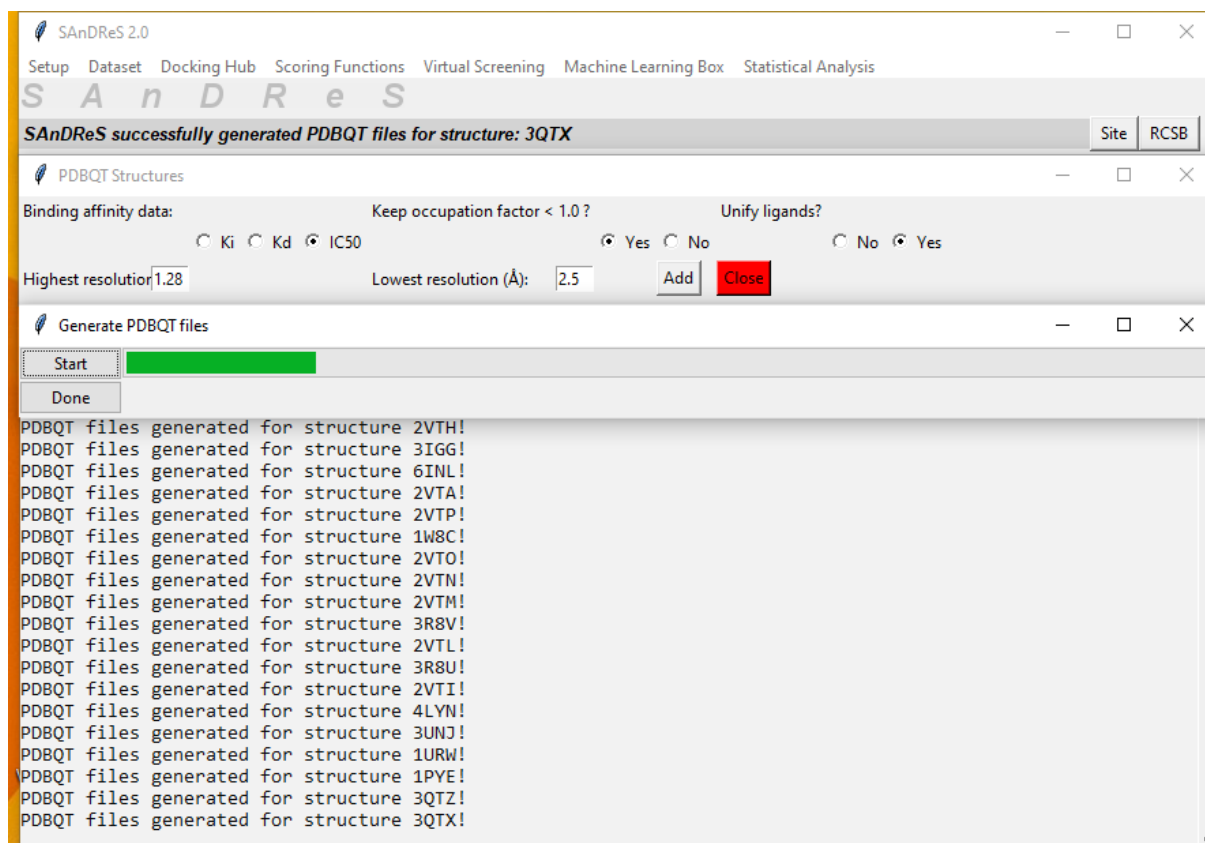 SAnDReS 2.0
Setup Dataset Docking Hub Scoring Functions Virtual Screening Machine Learning Box Statistical Analysis
S A n D R e S
SAnDReS successfully generated PDBQT files for structure: 3QTX Site RCSB
PDBQT Structures
Binding affinity data: Keep occupation factor < 1.0 ? Unify ligands?
Ki Kd IC50 Yes No No Yes
Highest resolution 1.28 Lowest resolution (Å): 2.5 Add Close
Generate PDBQT files
Start
Done
PDBQT files generated for structure 2VTH!
PDBQT files generated for structure 3IGG!
PDBQT files generated for structure 6INL!
PDBQT files generated for structure 2VTA!
PDBQT files generated for structure 2VTP!
PDBQT files generated for structure 1W8C!
PDBQT files generated for structure 2VTO!
PDBQT files generated for structure 2VTN!
PDBQT files generated for structure 2VTM!
PDBQT files generated for structure 3R8V!
PDBQT files generated for structure 2VTL!
PDBQT files generated for structure 3R8U!
PDBQT files generated for structure 2VTI!
PDBQT files generated for structure 4LYN!
PDBQT files generated for structure 3UNJ!
PDBQT files generated for structure 1URW!
PDBQT files generated for structure 1PYE!
PDBQT files generated for structure 3QTZ!
PDBQT files generated for structure 3QTX!